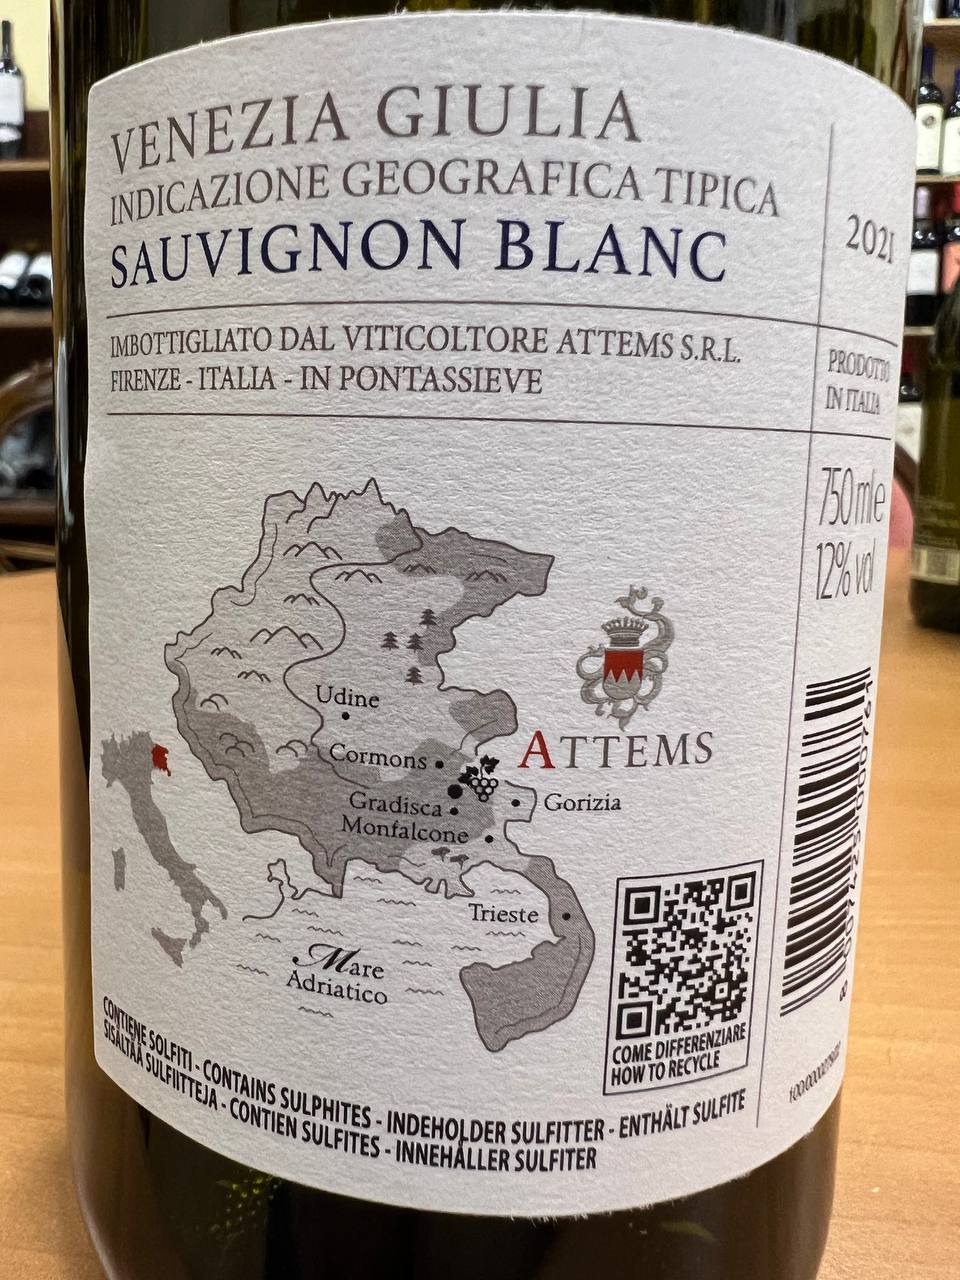 VENEZIA GIULIA
INDICAZIONE GEOGRAFICA TIPICA
SAUVIGNON BLANC
2021
IMBOTTIGLIATO DAL VITICOLTORE ATTEMS S.R.L.
FIRENZE - ITALIA - IN PONTASSIEVE
PRODOTTO
IN ITALIA
750 ml e
12% vol
Udine
Cormons
ATTEMS
Gradisca
Gorizia
Monfalcone
Trieste
Mare
Adriatico
COME DIFFERENZIARE
HOW TO RECYCLE
CONTIENE SOLFITI - CONTAINS SULPHITES - INDEHOLDER SULFITTER - ENTHÄLT SULFITE
SISÄLTÄÄ SULFIITTEJA - CONTIEN SULFITES - INNEHÅLLER SULFITER